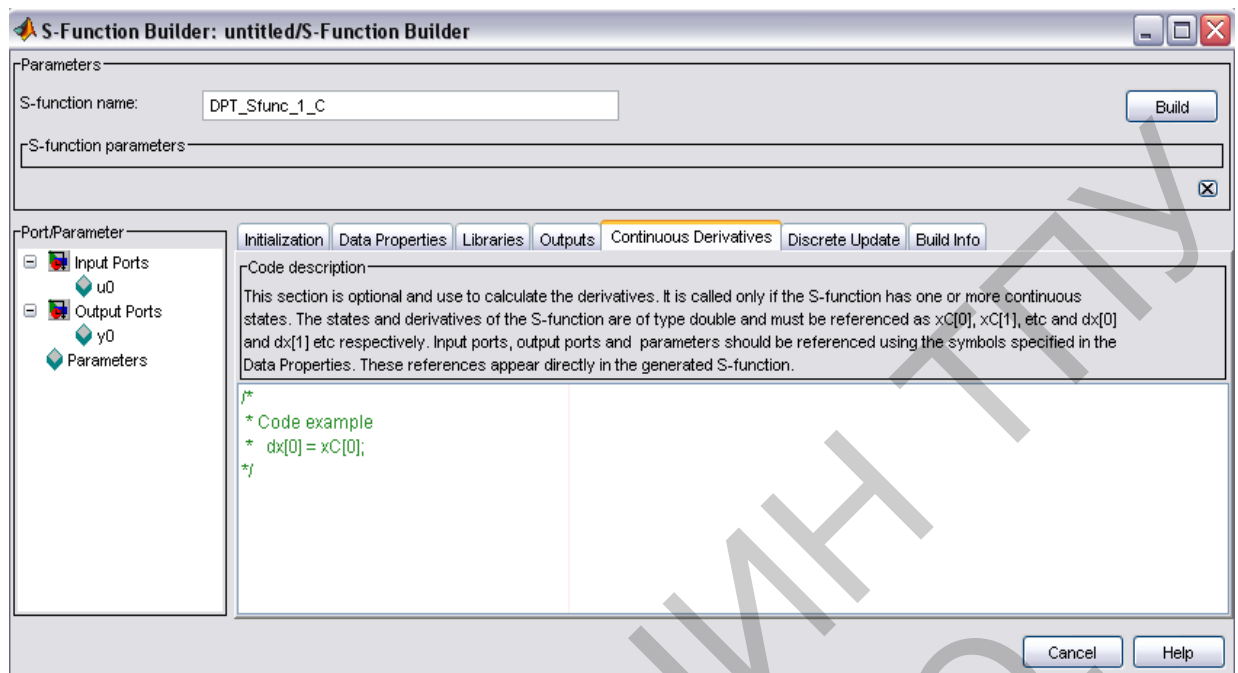 S-Function Builder: untitled/S-Function Builder
Parameters
S-function name:
DPT_Sfunc_1_C
Build
S-function parameters
Port/Parameter
Input Ports
u0
Output Ports
y0
Parameters
Initialization Data Properties Libraries Outputs Continuous Derivatives Discrete Update Build Info
Code description
This section is optional and use to calculate the derivatives. It is called only if the S-function has one or more continuous
states. The states and derivatives of the S-function are of type double and must be referenced as xC[0], xC[1], etc and dx[0]
and dx[1] etc respectively. Input ports, output ports and parameters should be referenced using the symbols specified in the
Data Properties. These references appear directly in the generated S-function.
/*
* Code example
* dx[0] = xC[0];
*/
Cancel Help
ТПУ